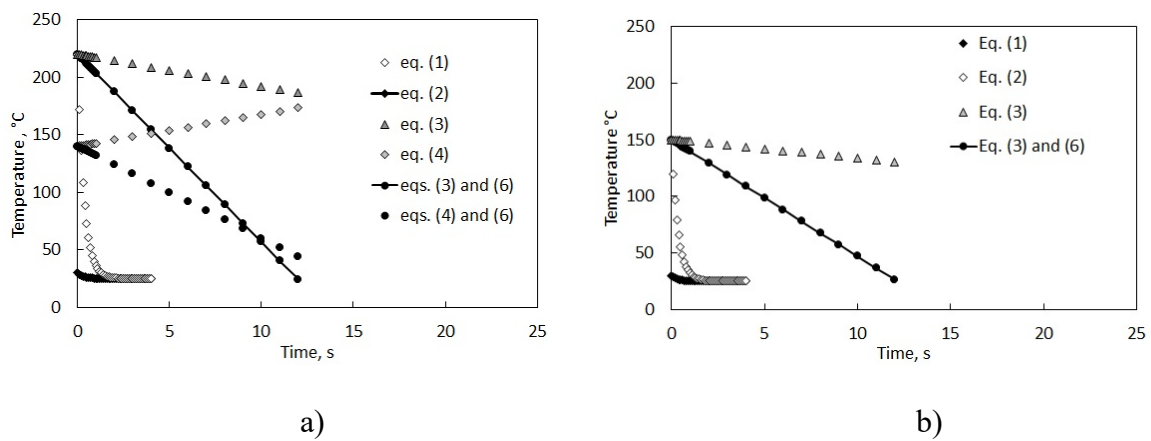 250
200
150
100
50
0
0 5 10 15 20 25
Temperature , °C
Time, s
eq. (1)
eq. (2)
eq. (3)
eq. (4)
eqs. (3) and (6)
eqs. (4) and (6)
a)
250
200
150
100
50
0
0 5 10 15 20 25
Temperature °C
Time, s
Eq. (1)
Eq. (2)
Eq. (3)
Eq. (3) and (6)
b)